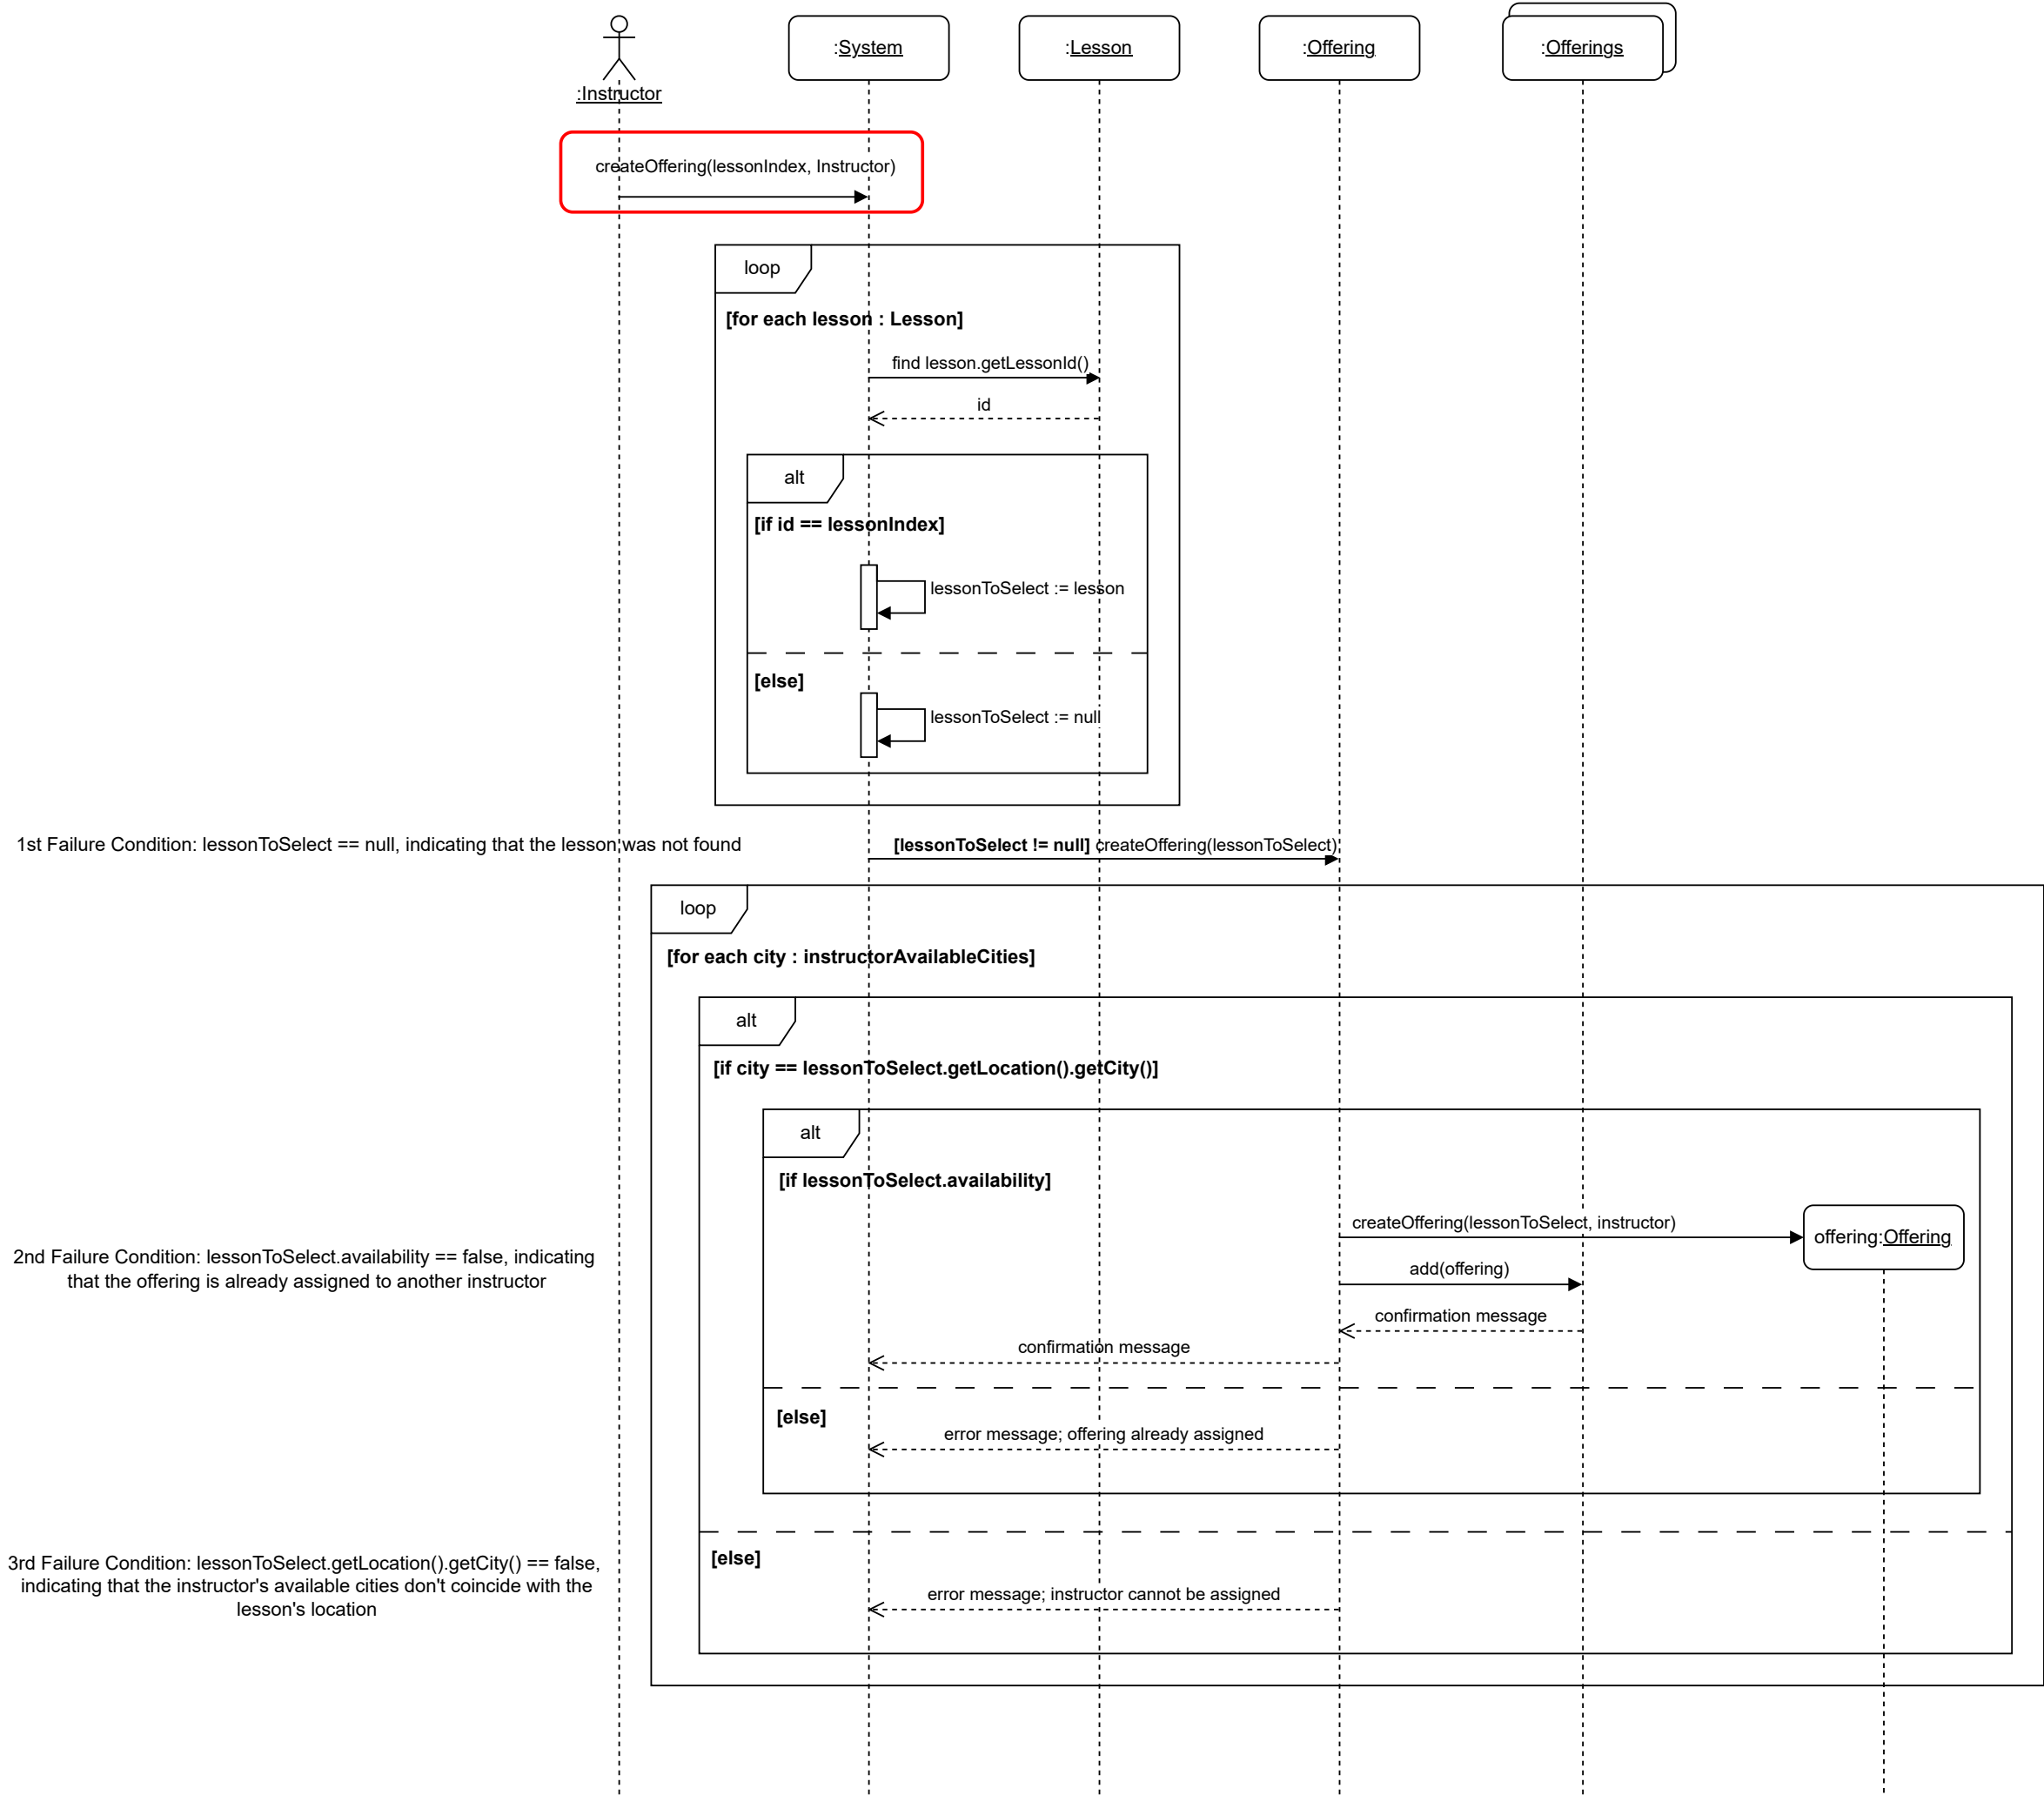 :Instructor
:System
:Lesson
:Offering
:Offerings
createOffering(lessonIndex, Instructor)
loop
[for each lesson : Lesson]
find lesson.getLessonId()
id
alt
[if id == lessonIndex]
lessonToSelect := lesson
[else]
lessonToSelect := null
1st Failure Condition: lessonToSelect == null, indicating that the lesson was not found
[lessonToSelect != null] createOffering(lessonToSelect)
loop
[for each city : instructorAvailableCities]
alt
[if city == lessonToSelect.getLocation().getCity()]
alt
[if lessonToSelect.availability]
createOffering(lessonToSelect, instructor)
offering:Offering
2nd Failure Condition: lessonToSelect.availability == false, indicating
that the offering is already assigned to another instructor
add(offering)
confirmation message
confirmation message
[else]
error message; offering already assigned
[else]
3rd Failure Condition: lessonToSelect.getLocation().getCity() == false,
indicating that the instructor's available cities don't coincide with the
lesson's location
error message; instructor cannot be assigned